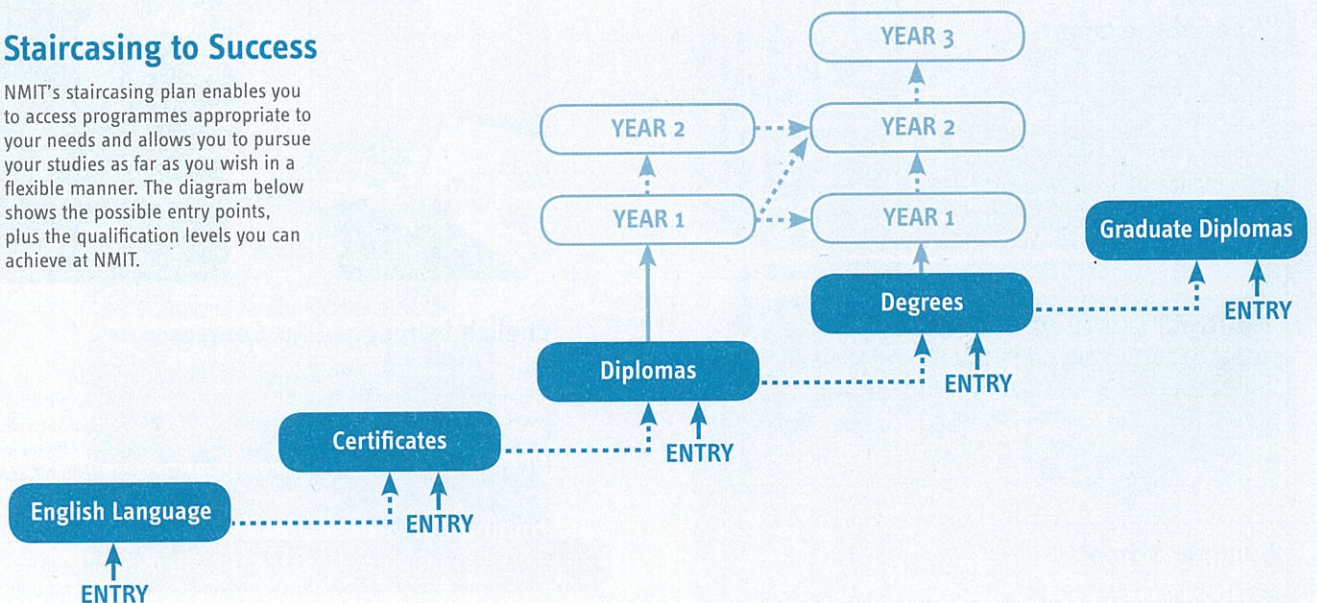 Staircasing to Success
NMIT's staircasing plan enables you
to access programmes appropriate to
your needs and allows you to pursue
your studies as far as you wish in a
flexible manner. The diagram below
shows the possible entry points,
plus the qualification levels you can
achieve at NMIT.
YEAR 3
YEAR 2
YEAR 2
YEAR 1
YEAR 1
Graduate Diplomas
ENTRY
Degrees
ENTRY
Diplomas
ENTRY
Certificates
ENTRY
English Language
ENTRY